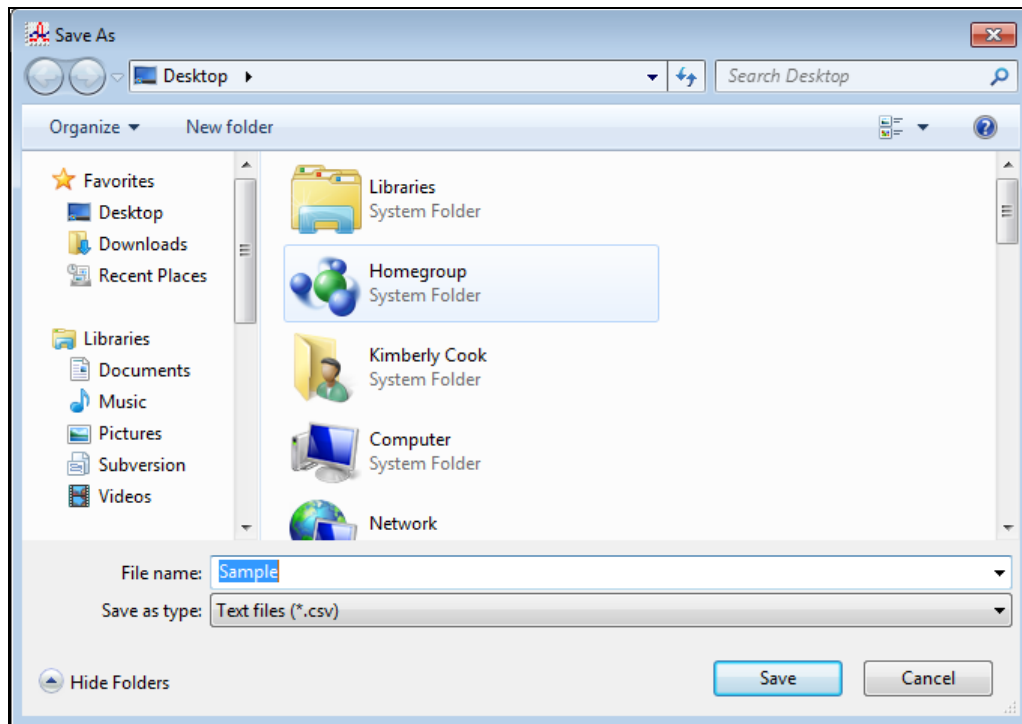 Save As
Desktop
Search Desktop
Organize
New folder
Favorites
Desktop
Downloads
Recent Places
Libraries
Documents
Music
Pictures
Subversion
Videos
Libraries
System Folder
Homegroup
System Folder
Kimberly Cook
System Folder
Computer
System Folder
Network
File name: Sample
Save as type: Text files (*.csv)
Hide Folders
Save
Cancel